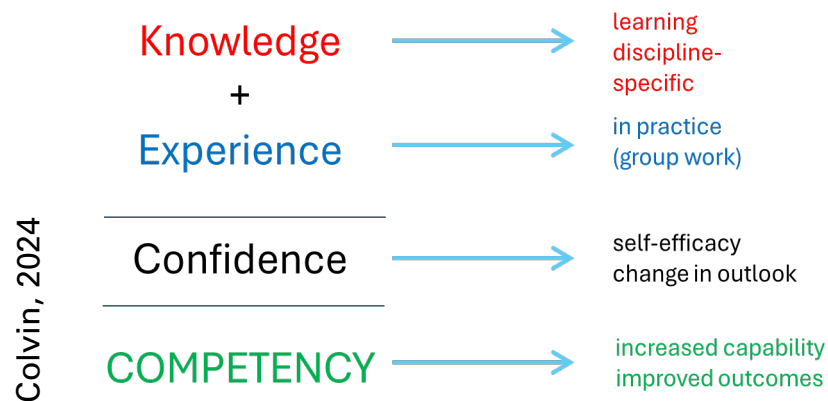 Knowledge
learning
discipline-
specific
+
Experience
in practice
(group work)
Confidence
self-efficacy
change in outlook
COMPETENCY
increased capability
improved outcomes
Colvin, 2024